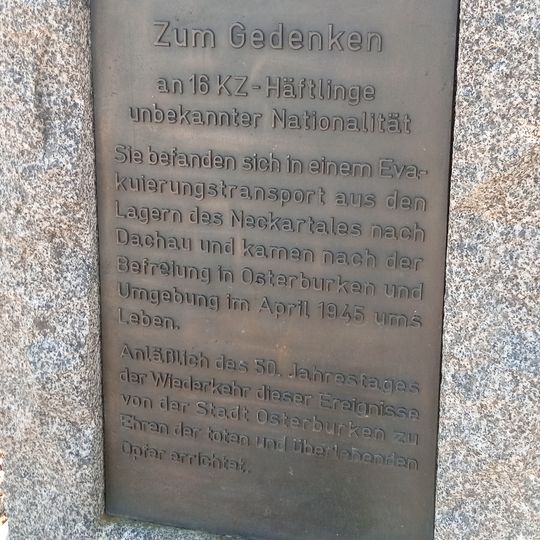 Zum Gedenken
an 16 KZ-Häftlinge
unbekannter Nationalität
Sie befanden sich in einem Eva-
kuierungstransport aus den
Lagern des Neckartales nach
Dachau und kamen nach der
Befreiung in Osterburken und
Umgebung im April 1945 ums
Leben.
Anläßlich des 50. Jahrestages
der Wiederkehr dieser Ereignisse
von der Stadt Osterburken zu
Ehren der toten und überlebenden
Opfer errichtet.